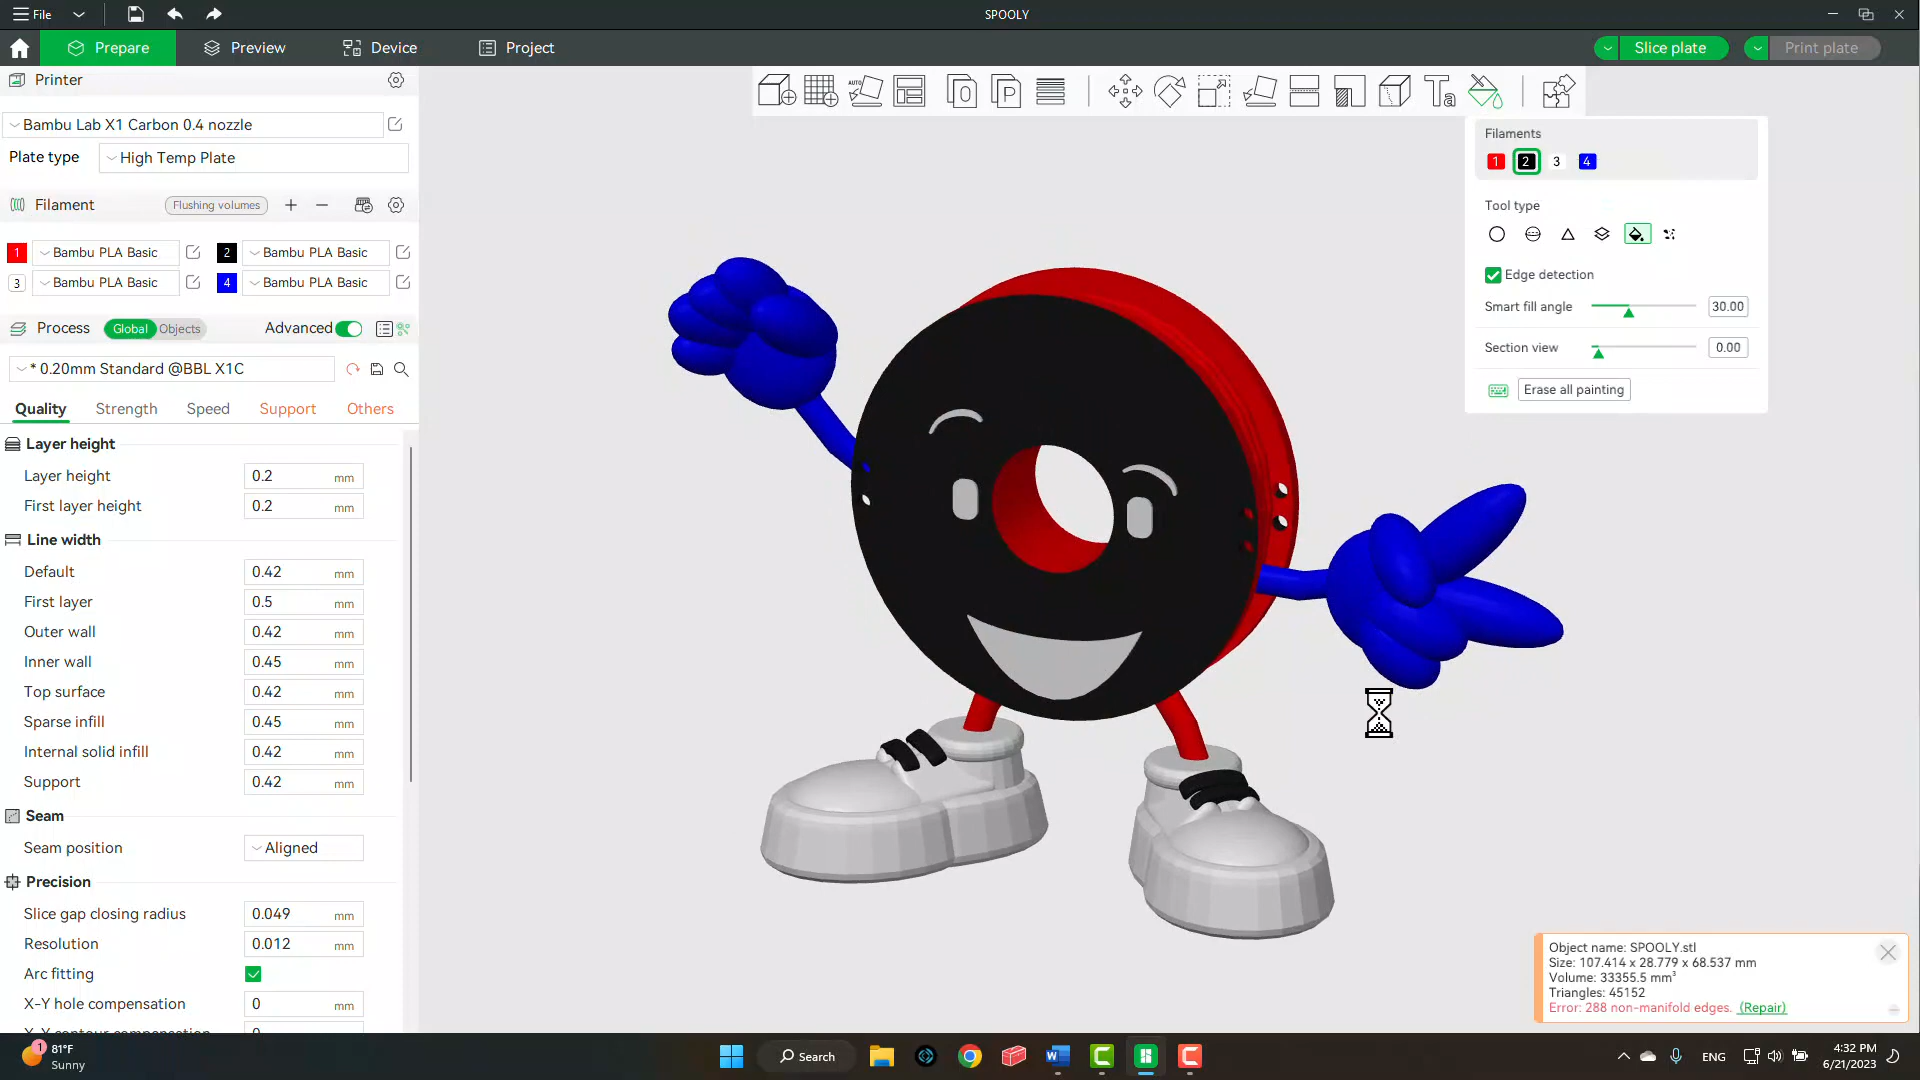 File
SPOOLY
Prepare
Preview
Device
Project
Slice plate
Print plate
Printer
Bambu Lab X1 Carbon 0.4 nozzle
Plate type
High Temp Plate
Filament
Flushing volumes
1 Bambu PLA Basic
2 Bambu PLA Basic
3 Bambu PLA Basic
4 Bambu PLA Basic
Process
Global
Objects
Advanced
* 0.20mm Standard @BBL X1C
Quality
Strength
Speed
Support
Others
Layer height
Layer height 0.2 mm
First layer height 0.2 mm
Line width
Default 0.42 mm
First layer 0.5 mm
Outer wall 0.42 mm
Inner wall 0.45 mm
Top surface 0.42 mm
Sparse infill 0.45 mm
Internal solid infill 0.42 mm
Support 0.42 mm
Seam
Seam position Aligned
Precision
Slice gap closing radius 0.049 mm
Resolution 0.012 mm
Arc fitting
X-Y hole compensation 0 mm
X-Y contour compensation 0
AUTO
O
P
Ta
Filaments
1 2 3 4
Tool type
Edge detection
Smart fill angle 30.00
Section view 0.00
Erase all painting
Object name: SPOOLY.stl
Size: 107.414 x 28.779 x 68.537 mm
Volume: 33355.5 mm³
Triangles: 45152
Error: 288 non-manifold edges. (Repair)
1
81°F
Sunny
Search
ENG
4:32 PM
6/21/2023